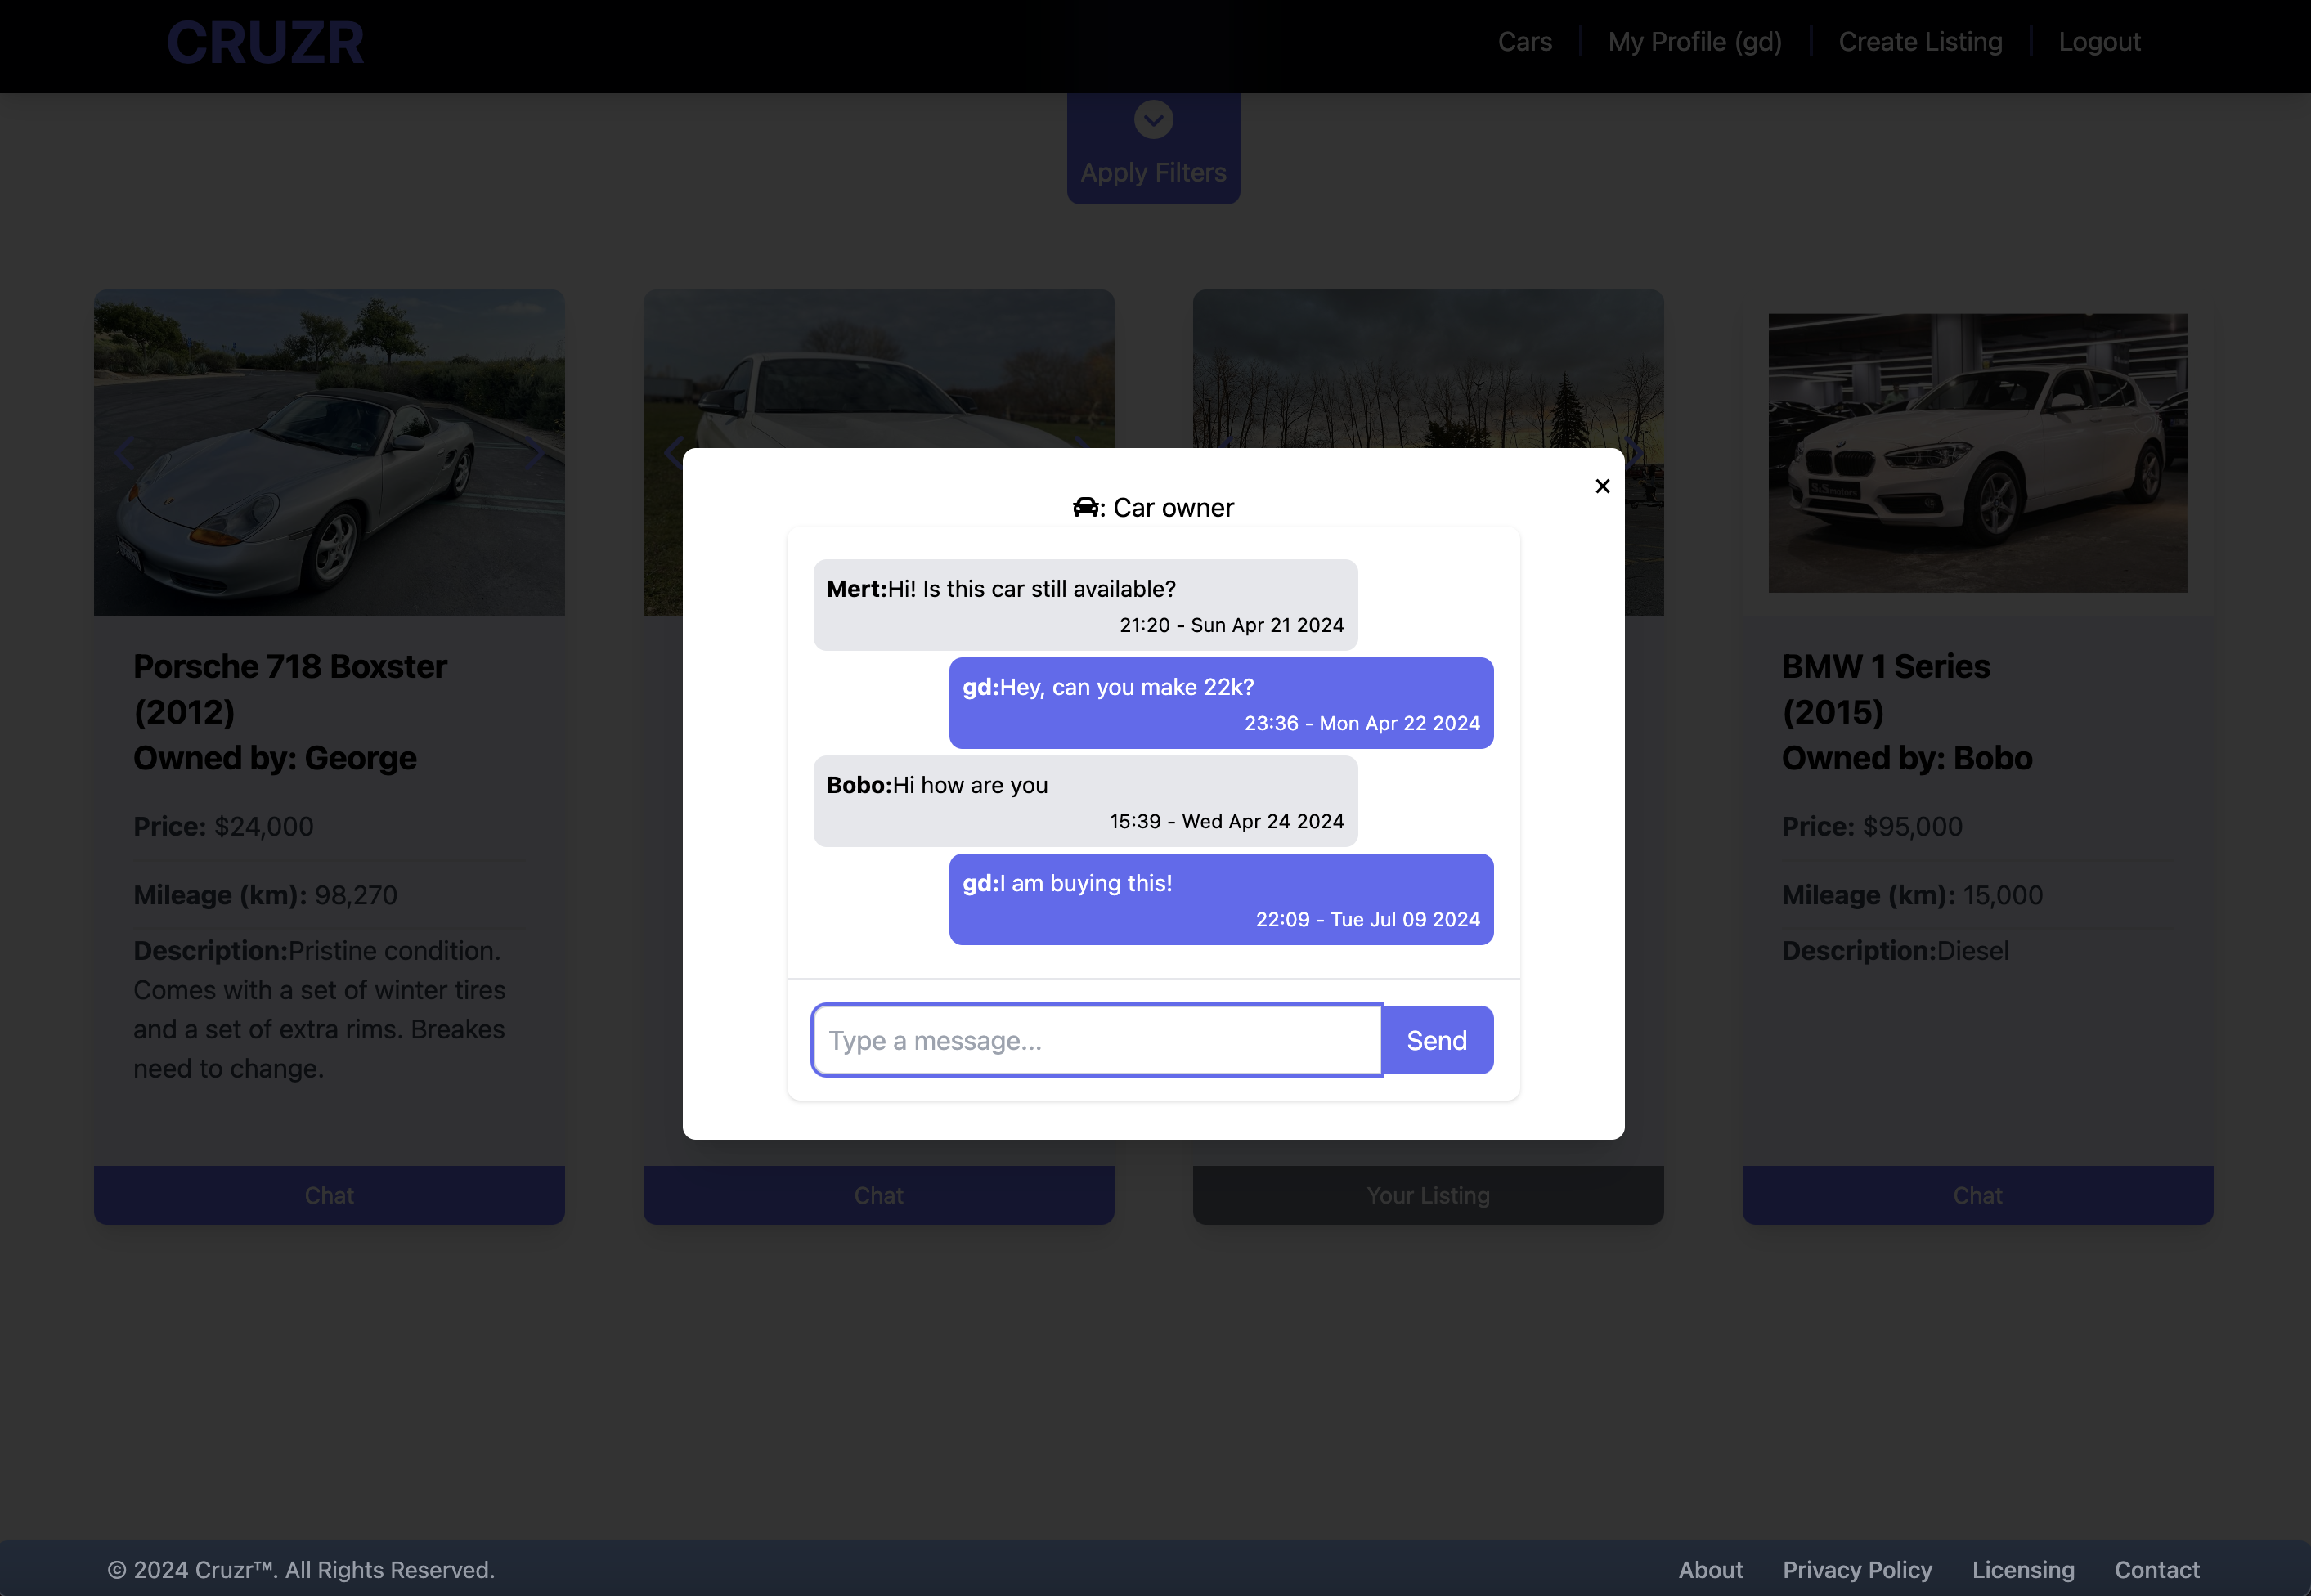 CRUZR
Cars
My Profile (gd)
Create Listing
Logout
Apply Filters
: Car owner
Mert:Hi! Is this car still available?
21:20 - Sun Apr 21 2024
gd:Hey, can you make 22k?
23:36 - Mon Apr 22 2024
Bobo:Hi how are you
15:39 - Wed Apr 24 2024
gd:I am buying this!
22:09 - Tue Jul 09 2024
Type a message...
Send
Porsche 718 Boxster
(2012)
Owned by: George
Price: $24,000
Mileage (km): 98,270
Description:Pristine condition.
Comes with a set of winter tires
and a set of extra rims. Breakes
need to change.
Chat
Chat
Your Listing
BMW 1 Series
(2015)
Owned by: Bobo
Price: $95,000
Mileage (km): 15,000
Description:Diesel
Chat
© 2024 Cruzr™. All Rights Reserved.
About
Privacy Policy
Licensing
Contact